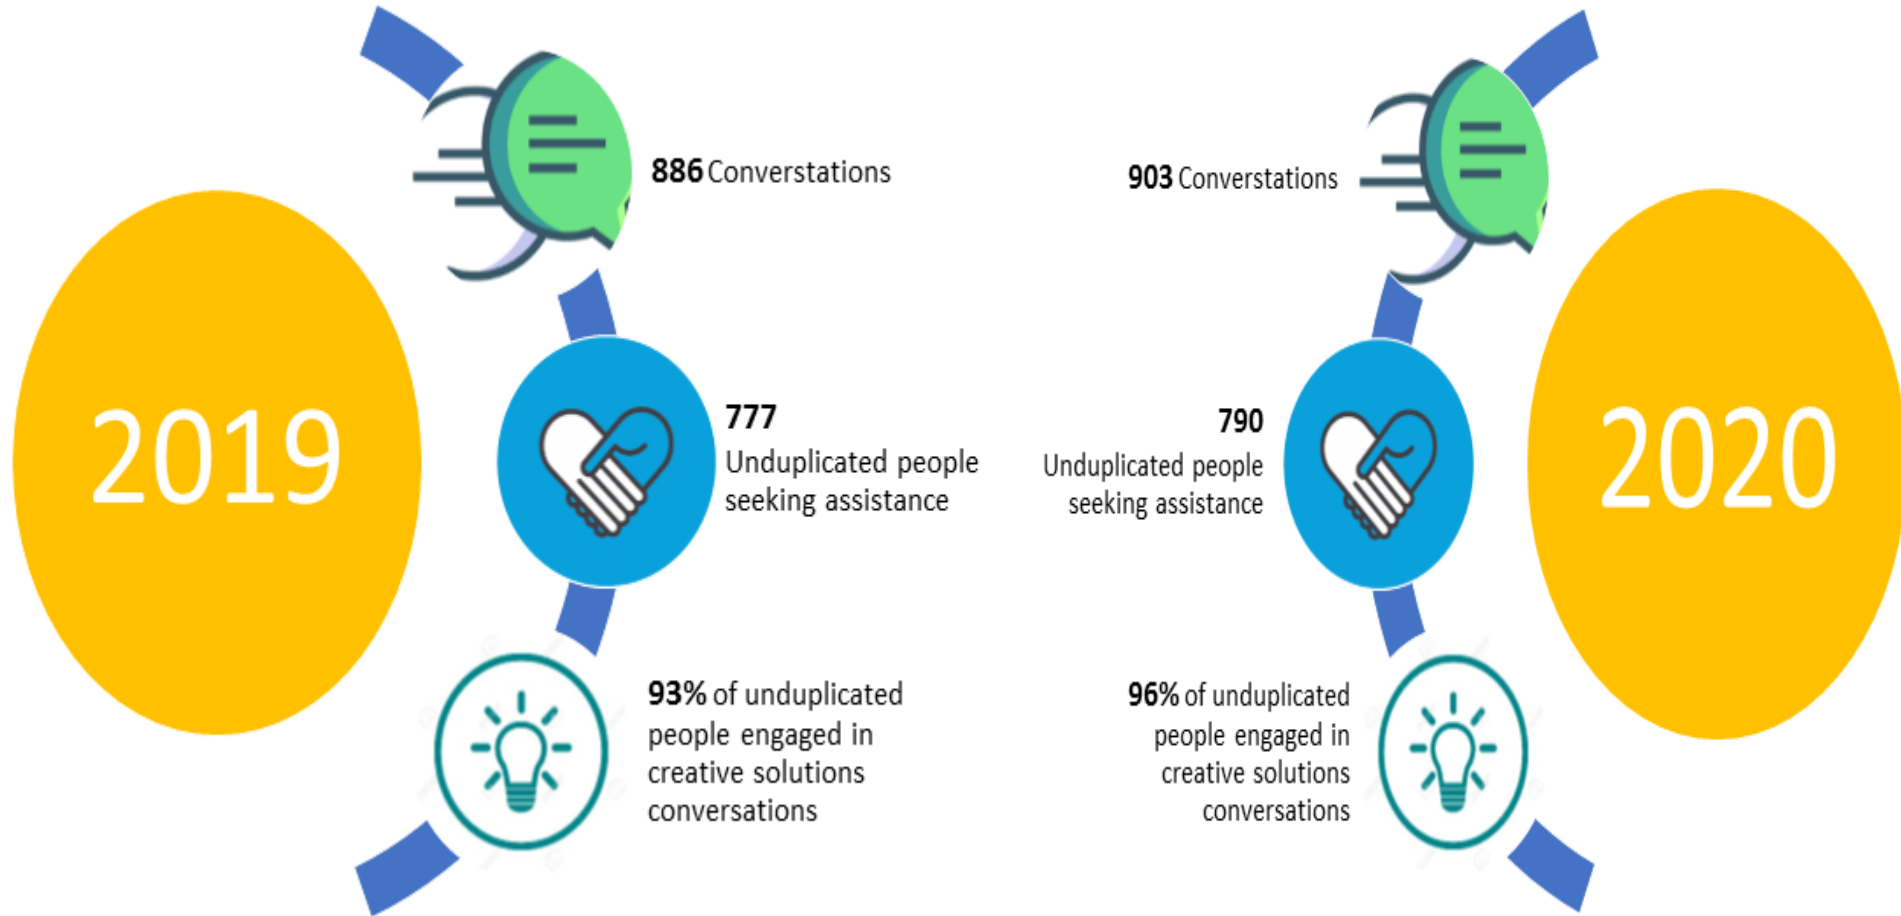 2019
886 Converstations
777
Unduplicated people
seeking assistance
93% of unduplicated
people engaged in
creative solutions
conversations
903 Converstations
790
Unduplicated people
seeking assistance
96% of unduplicated
people engaged in
creative solutions
conversations
2020